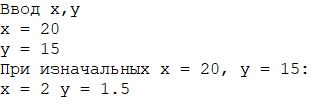 Ввод x,y
x = 20
y = 15
При изначальных x = 20, y = 15:
x = 2 y = 1.5